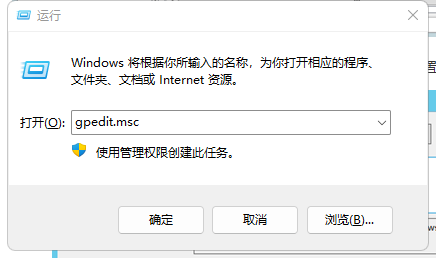 运行
Windows 将根据你所输入的名称，为你打开相应的程序、
文件夹、文档或 Internet 资源。
打开(O):
gpedit.msc
使用管理权限创建此任务。
确定
取消
浏览(B)...